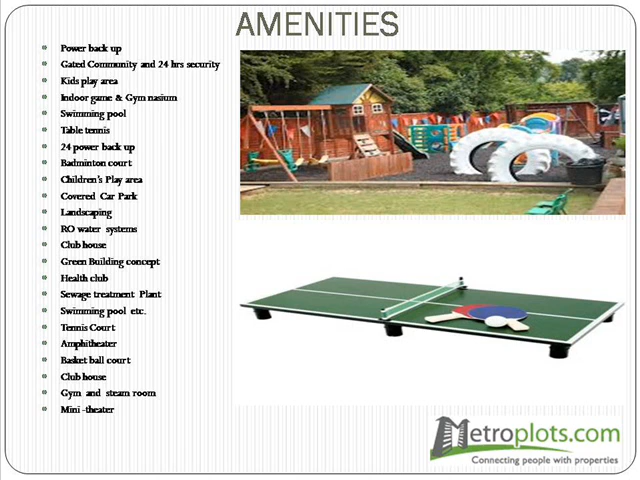 AMENITIES
Power back up
Gated Community and 24 hrs security
Kids play area
Indoor game & Gym nasium
Swimming pool
Table tennis
24 power back up
Badminton court
Children's Play area
Covered Car Park
Landscaping
RO water systems
Club house
Green Building concept
Health club
Sewage treatment Plant
Swimming pool etc.
Tennis Court
Amphitheater
Basket ball court
Club house
Gym and steam room
Mini -theater
Metroplots.com
Connecting people with properties